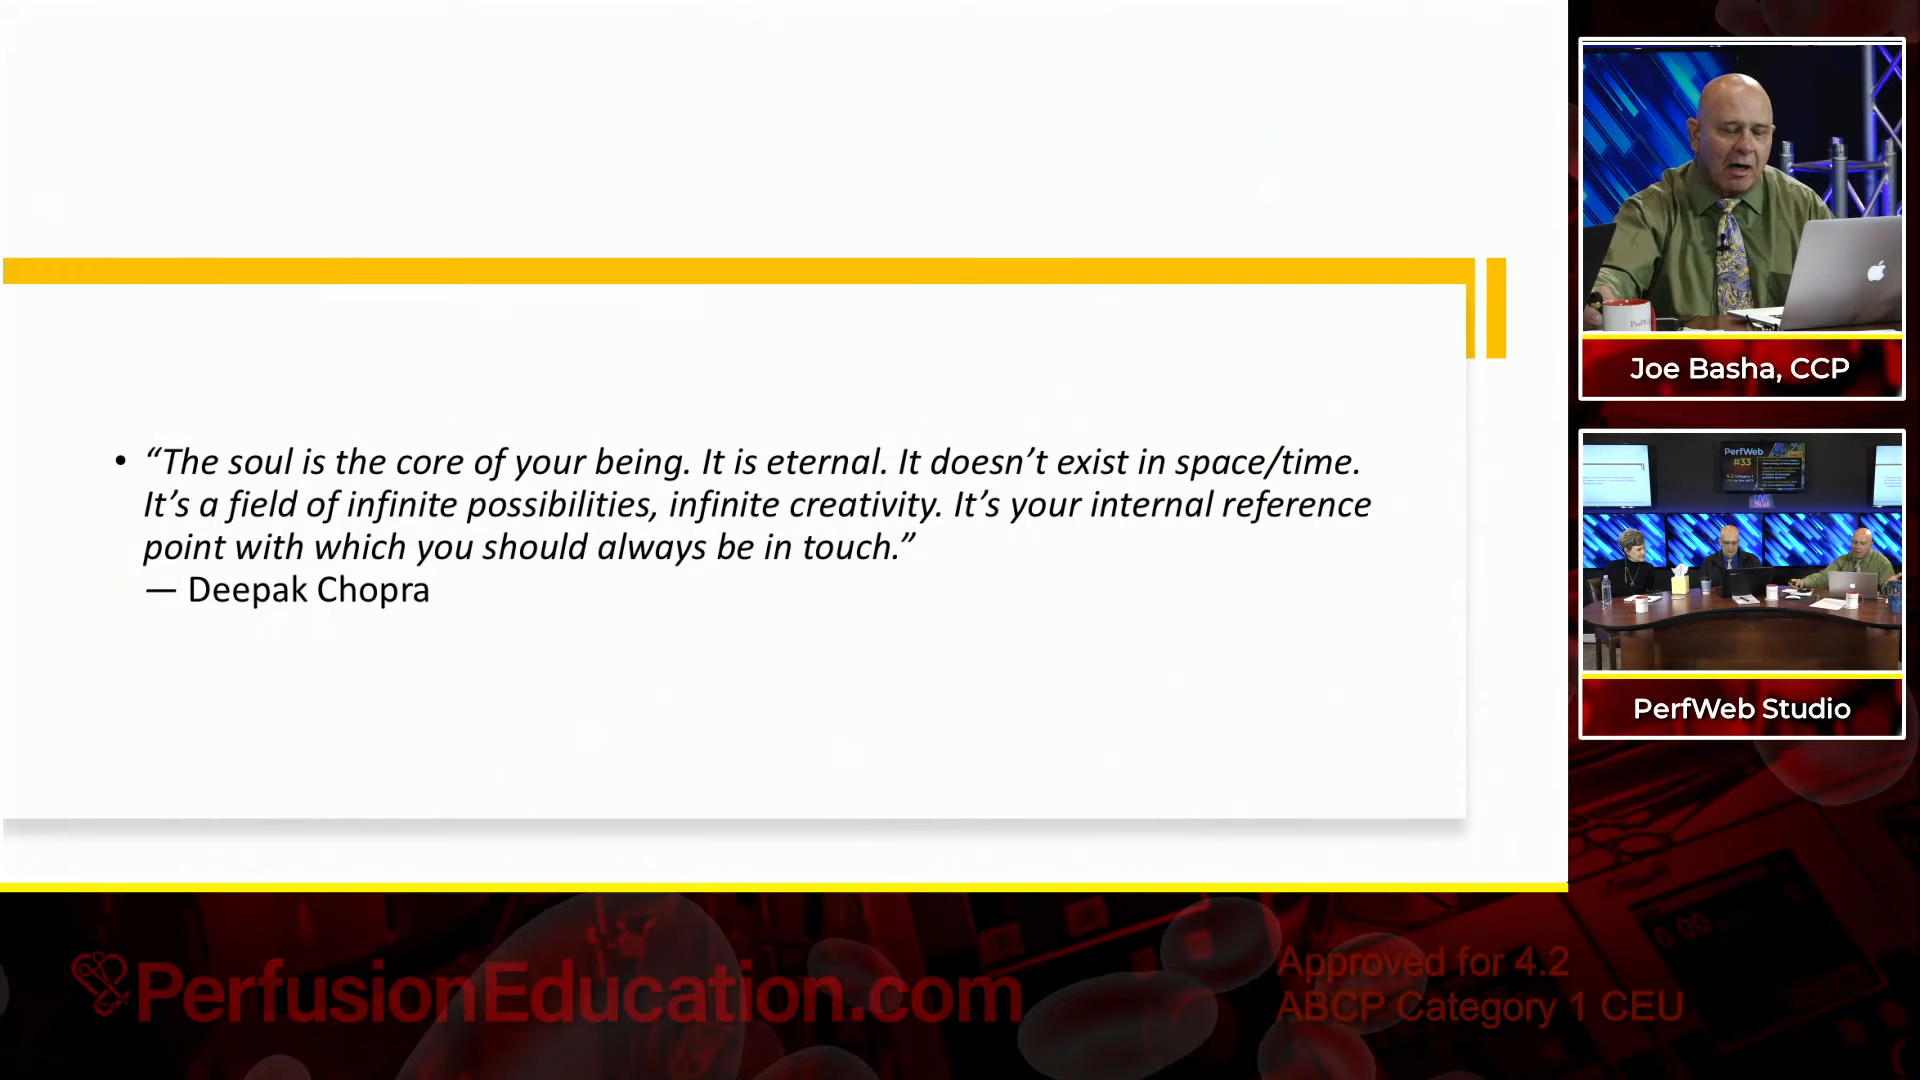 • “The soul is the core of your being. It is eternal. It doesn’t exist in space/time.
It’s a field of infinite possibilities, infinite creativity. It’s your internal reference
point with which you should always be in touch.”
— Deepak Chopra
Joe Basha, CCP
PerfWeb
#33
PerfWeb Studio
PerfusionEducation.com
Approved for 4.2
ABCP Category 1 CEU